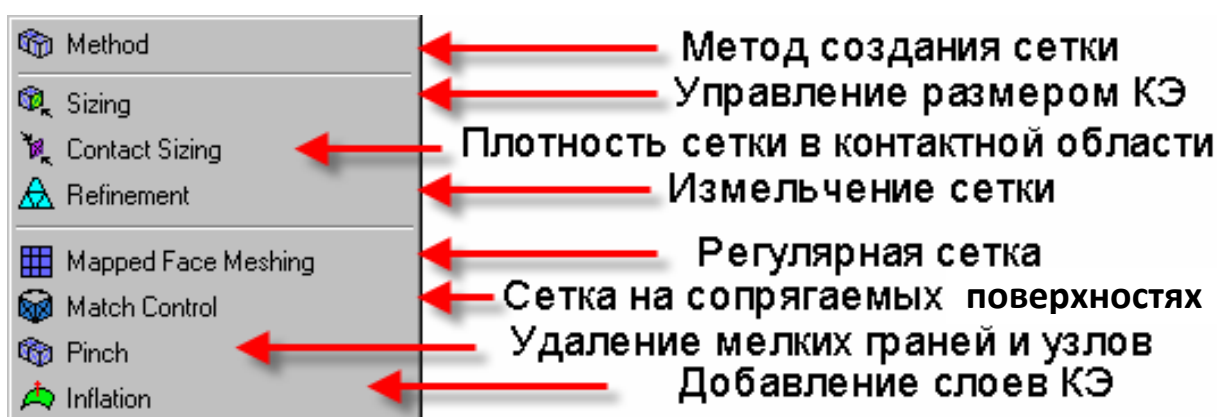 Method Метод создания сетки
Sizing Управление размером КЭ
Contact Sizing Плотность сетки в контактной области
Refinement Измельчение сетки
Mapped Face Meshing Регулярная сетка
Match Control Сетка на сопрягаемых поверхностях
Pinch Удаление мелких граней и узлов
Inflation Добавление слоев КЭ